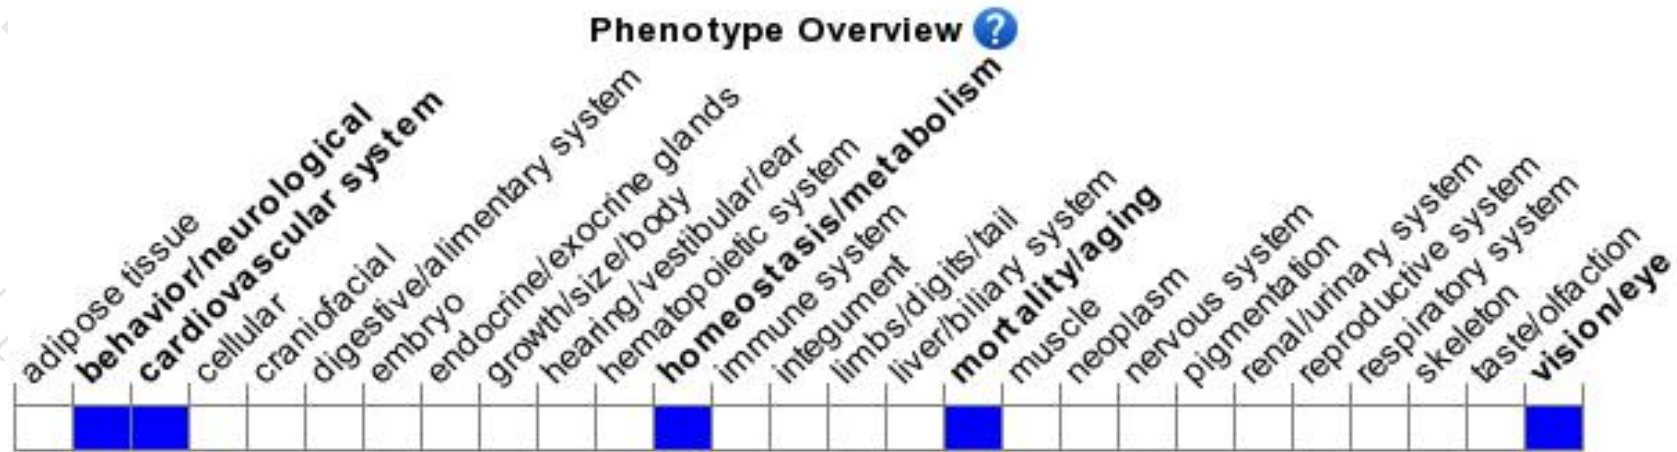 Phenotype Overview ?
adipose tissue
behavior/neurological
cardiovascular system
cellular
craniofacial
digestive/alimentary system
embryo
endocrine/exocrine glands
growth/size/body
hearing/vestibular/ear
hematopoietic system
homeostasis/metabolism
immune system
integument
limbs/digits/tail
liver/biliary system
mortality/aging
muscle
neoplasm
nervous system
pigmentation
renal/urinary system
reproductive system
respiratory system
skeleton
taste/olfaction
vision/eye